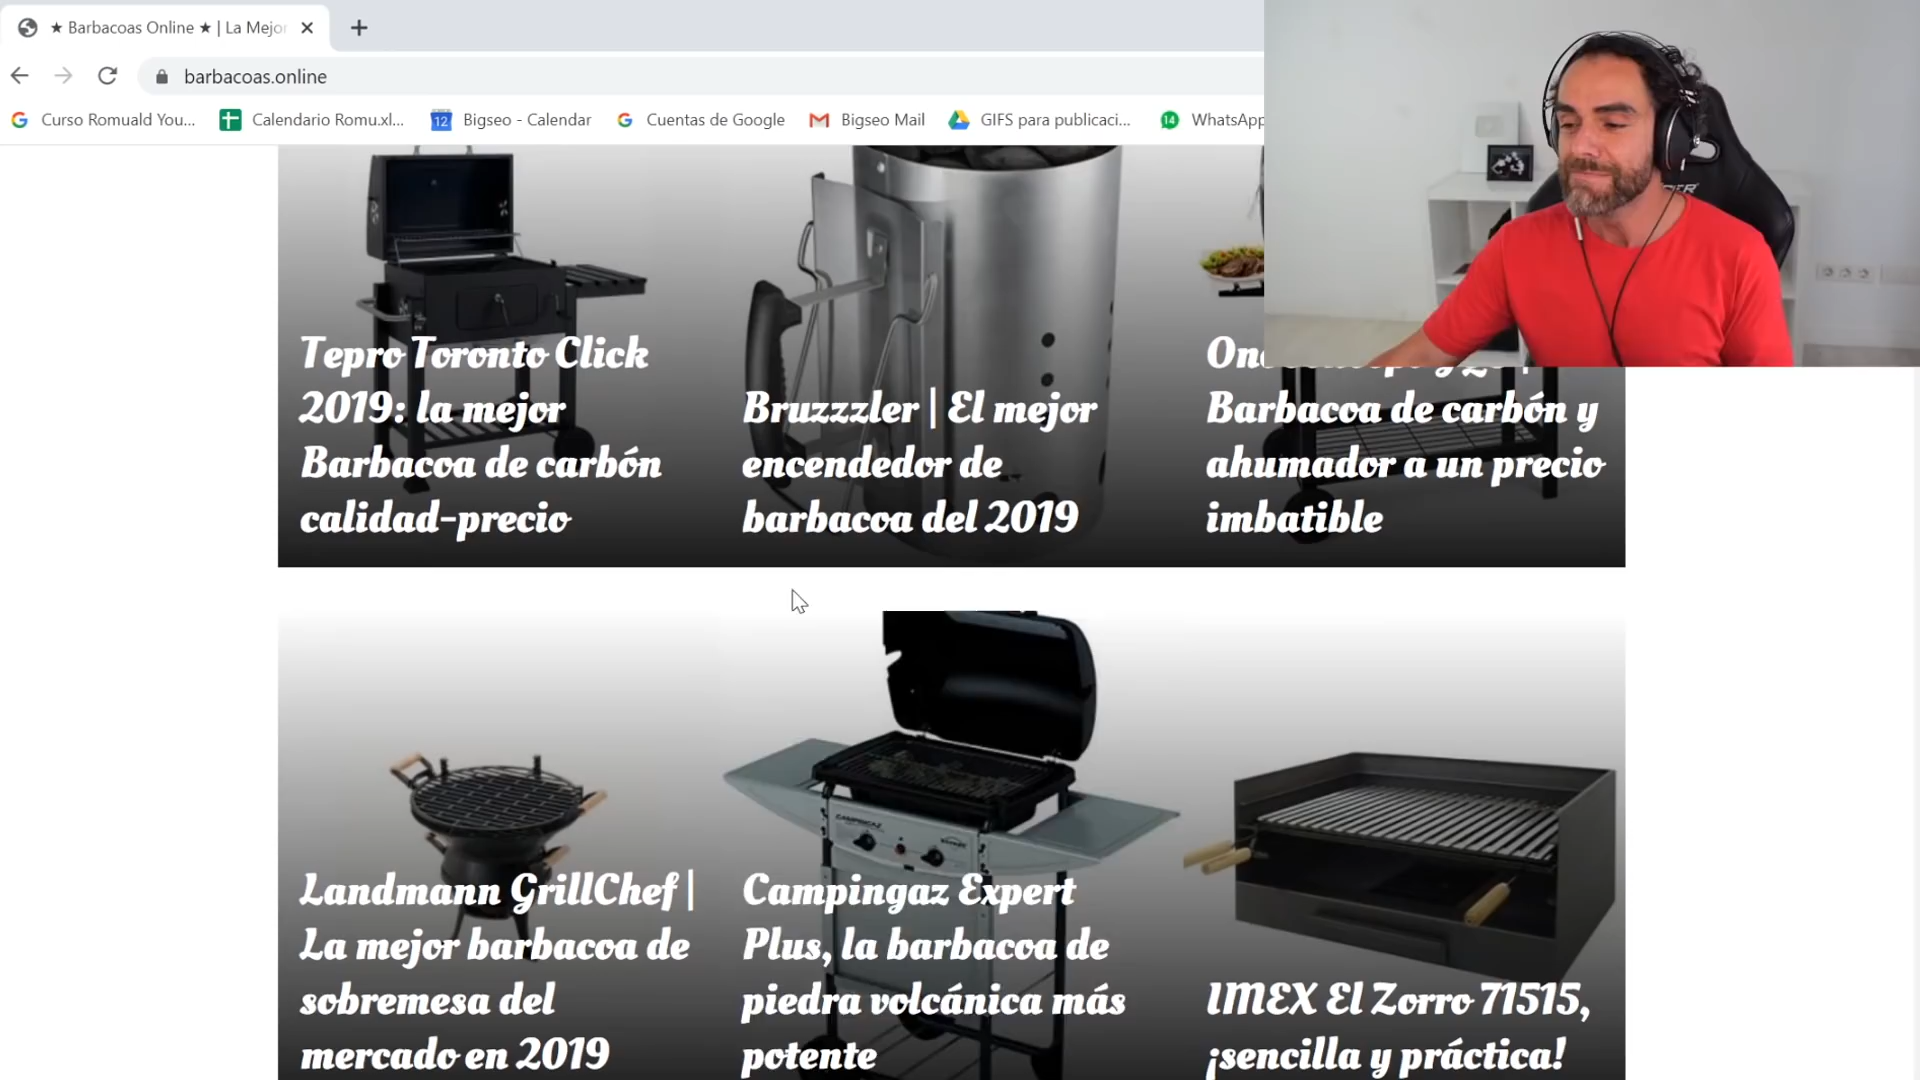 ★ Barbacoas Online ★ | La Mejor
barbacoas.online
Curso Romuald You...
Calendario Romu.xl...
12
Bigseo - Calendar
Cuentas de Google
Bigseo Mail
GIFS para publicaci...
14
WhatsApp
Tepro Toronto Click
2019: la mejor
Barbacoa de carbón
calidad-precio
Bruzzzler | El mejor
encendedor de
barbacoa del 2019
Barbacoa de carbón y
ahumador a un precio
imbatible
Landmann GrillChef |
La mejor barbacoa de
sobremesa del
mercado en 2019
CAMPINGAZ
Campingaz Expert
Plus, la barbacoa de
piedra volcánica más
potente
IMEX El Zorro 71515,
¡sencilla y práctica!